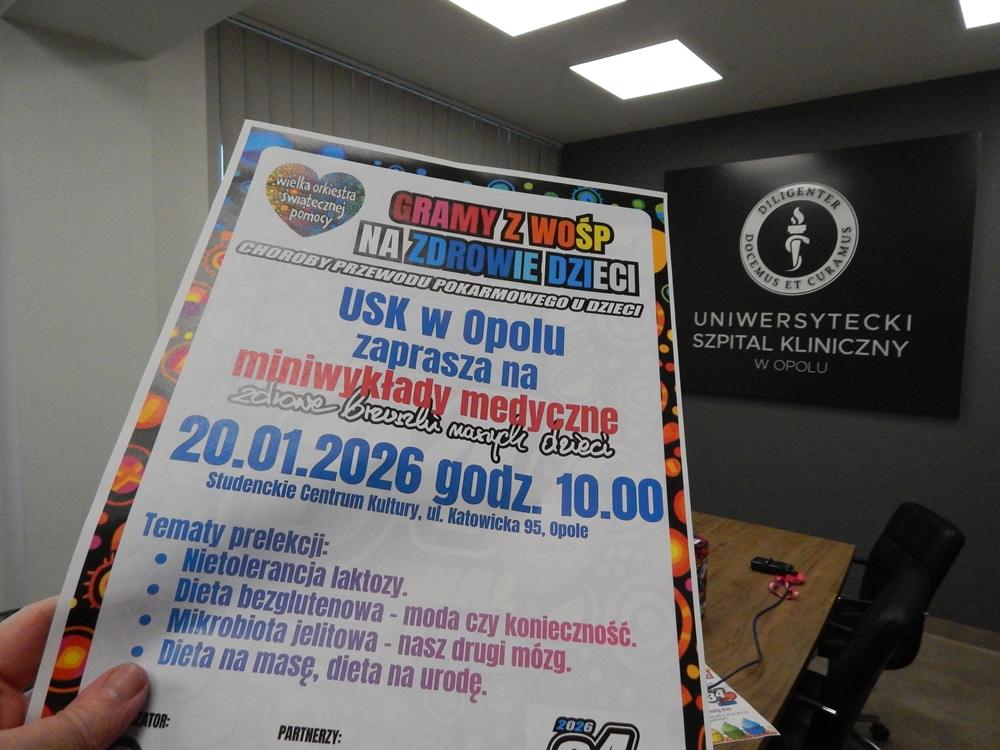 wielka orkiestra
świątecznej
pomocy
GRAMY Z WOŚP
NA ZDROWIE DZIECI
CHOROBY PRZEWODU POKARMOWEGO U DZIECI
USK w Opolu
zaprasza na
miniwykłady medyczne
zdrowe brzuszki naszych dzieci
20.01.2026 godz. 10.00
Studenckie Centrum Kultury, ul. Katowicka 95, Opole
Tematy prelekcji:
• Nietolerancja laktozy.
• Dieta bezglutenowa - moda czy konieczność.
• Mikrobiota jelitowa - nasz drugi mózg.
• Dieta na masę, dieta na urodę.
ZATOR:
PARTNERZY:
2026
34
DILIGENTER
DOCEMUS ET CURAMUS
UNIWERSYTECKI
SZPITAL KLINICZNY
W OPOLU
34